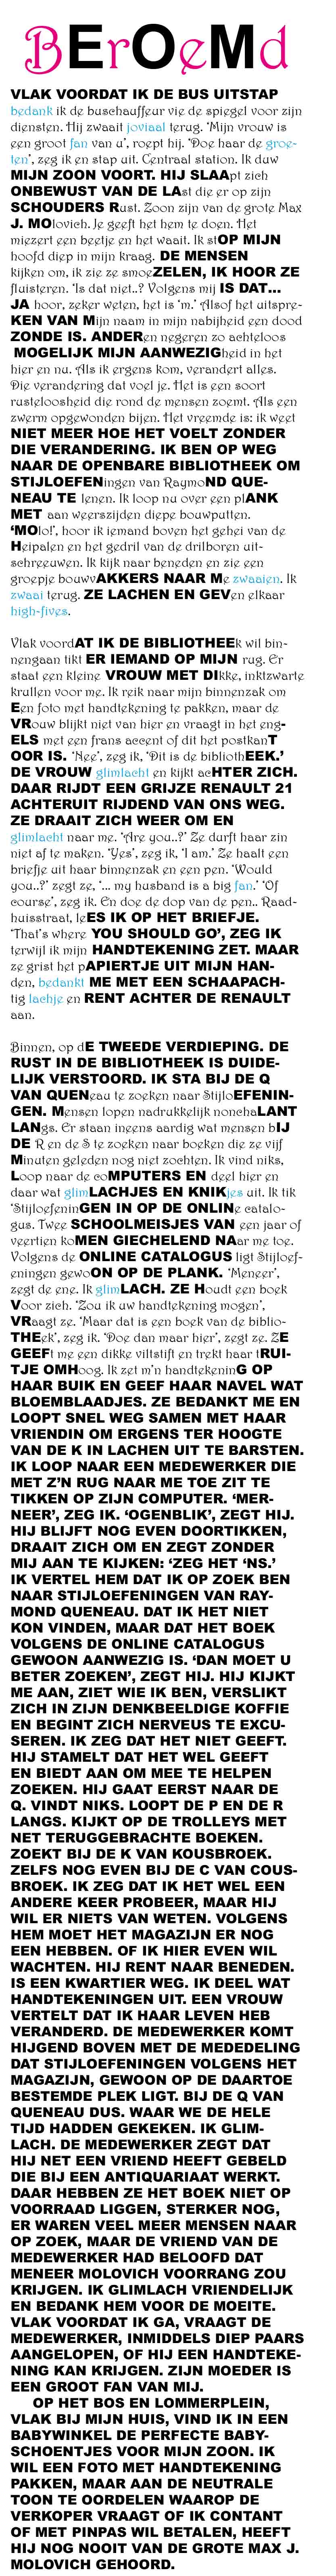 BErOeMd
VLAK VOORDAT IK DE BUS UITSTAP
bedank ik de buschauffeur vie de spiegel voor zijn
diensten. Hij zwaait joviaal terug. ‘Mijn vrouw is
een groot fan van u’, roept hij. ‘Doe haar de groe-
ten’, zeg ik en stap uit. Centraal station. Ik duw
MIJN ZOON VOORT. HIJ SLAApt zich
ONBEWUST VAN DE LAst die er op zijn
SCHOUDERS Rust. Zoon zijn van de grote Max
J. MOlovich. Je geeft het hem te doen. Het
miezert een beetje en het waait. Ik stOP MIJN
hoofd diep in mijn kraag. DE MENSEN
kijken om, ik zie ze smoeZELEN, IK HOOR ZE
fluisteren. ‘Is dat niet..? Volgens mij IS DAT...
JA hoor, zeker weten, het is ‘m.’ Alsof het uitspre-
KEN VAN Mijn naam in mijn nabijheid een dood
ZONDE IS. ANDERen negeren zo achteloos
MOGELIJK MIJN AANWEZIGheid in het
hier en nu. Als ik ergens kom, verandert alles.
Die verandering dat voel je. Het is een soort
rusteloosheid die rond de mensen zoemt. Als een
zwerm opgewonden bijen. Het vreemde is: ik weet
NIET MEER HOE HET VOELT ZONDER
DIE VERANDERING. IK BEN OP WEG
NAAR DE OPENBARE BIBLIOTHEEK OM
STIJLOEFENingen van RaymoND QUE-
NEAU TE lenen. Ik loop nu over een plANK
MET aan weerszijden diepe bouwputten.
‘MOlo!’, hoor ik iemand boven het gehei van de
Heipalen en het gedril van de drilboren uit-
schreeuwen. Ik kijk naar beneden en zie een
groepje bouwvAKKERS NAAR Me zwaaien. Ik
zwaai terug. ZE LACHEN EN GEVen elkaar
high-fives.
Vlak voordAT IK DE BIBLIOTHEEk wil bin-
nengaan tikt ER IEMAND OP MIJN rug. Er
staat een kleine VROUW MET DIkke, inktzwarte
krullen voor me. Ik reik naar mijn binnenzak om
Een foto met handtekening te pakken, maar de
VRouw blijkt niet van hier en vraagt in het eng-
ELS met een frans accent of dit het postkanT
OOR IS. ‘Nee’, zeg ik, ‘Dit is de bibliothEEK.’
DE VROUW glimlacht en kijkt acHTER ZICH.
DAAR RIJDT EEN GRIJZE RENAULT 21
ACHTERUIT RIJDEND VAN ONS WEG.
ZE DRAAIT ZICH WEER OM EN
glimlacht naar me. ‘Are you..?’ Ze durft haar zin
niet af te maken. ‘Yes’, zeg ik, ‘I am.’ Ze haalt een
briefje uit haar binnenzak en een pen. ‘Would
you..?’ zegt ze, ‘... my husband is a big fan.’ ‘Of
course’, zeg ik. En doe de dop van de pen.. Raad-
huisstraat, leES IK OP HET BRIEFJE.
‘That’s where YOU SHOULD GO’, ZEG IK
terwijl ik mijn HANDTEKENING ZET. MAAR
ze grist het pAPIERTJE UIT MIJN HAN-
den, bedankt ME MET EEN SCHAAPACH-
tig lachje en RENT ACHTER DE RENAULT
aan.
Binnen, op dE TWEEDE VERDIEPING. DE
RUST IN DE BIBLIOTHEEK IS DUIDE-
LIJK VERSTOORD. IK STA BIJ DE Q
VAN QUENeau te zoeken naar StijloEFENIN-
GEN. Mensen lopen nadrukkelijk nonchaLANT
LANgs. Er staan ineens aardig wat mensen bIJ
DE R en de S te zoeken naar boeken die ze vijf
Minuten geleden nog niet zochten. Ik vind niks,
Loop naar de coMPUTERS EN deel hier en
daar wat glimLACHJES EN KNIKjes uit. Ik tik
‘StijloefeninGEN IN OP DE ONLINe catalo-
gus. Twee SCHOOLMEISJES VAN een jaar of
veertien koMEN GIECHELEND NAar me toe.
Volgens de ONLINE CATALOGUS ligt Stijloef-
eningen gewoON OP DE PLANK. ‘Meneer’,
zegt de ene. Ik glimLACH. ZE Houdt een boek
Voor zich. ‘Zou ik uw handtekening mogen’,
VRaagt ze. ‘Maar dat is een boek van de biblio-
THEek’, zeg ik. ‘Doe dan maar hier’, zegt ze. ZE
GEEFt me een dikke viltstift en trekt haar tRUI-
TJE OMHoog. Ik zet m’n handtekeninG OP
HAAR BUIK EN GEEF HAAR NAVEL WAT
BLOEMBLAADJES. ZE BEDANKT ME EN
LOOPT SNEL WEG SAMEN MET HAAR
VRIENDIN OM ERGENS TER HOOGTE
VAN DE K IN LACHEN UIT TE BARSTEN.
IK LOOP NAAR EEN MEDEWERKER DIE
MET Z’N RUG NAAR ME TOE ZIT TE
TIKKEN OP ZIJN COMPUTER. ‘MER-
NEER’, ZEG IK. ‘OGENBLIK’, ZEGT HIJ.
HIJ BLIJFT NOG EVEN DOORTIKKEN,
DRAAIT ZICH OM EN ZEGT ZONDER
MIJ AAN TE KIJKEN: ‘ZEG HET ‘NS.’
IK VERTEL HEM DAT IK OP ZOEK BEN
NAAR STIJLOEFENINGEN VAN RAY-
MOND QUENEAU. DAT IK HET NIET
KON VINDEN, MAAR DAT HET BOEK
VOLGENS DE ONLINE CATALOGUS
GEWOON AANWEZIG IS. ‘DAN MOET U
BETER ZOEKEN’, ZEGT HIJ. HIJ KIJKT
ME AAN, ZIET WIE IK BEN, VERSLIKT
ZICH IN ZIJN DENKBEELDIGE KOFFIE
EN BEGINT ZICH NERVEUS TE EXCU-
SEREN. IK ZEG DAT HET NIET GEEFT.
HIJ STAMELT DAT HET WEL GEEFT
EN BIEDT AAN OM MEE TE HELPEN
ZOEKEN. HIJ GAAT EERST NAAR DE
Q. VINDT NIKS. LOOPT DE P EN DE R
LANGS. KIJKT OP DE TROLLEYS MET
NET TERUGGEBRACHTE BOEKEN.
ZOEKT BIJ DE K VAN KOUSBROEK.
ZELFS NOG EVEN BIJ DE C VAN COUS-
BROEK. IK ZEG DAT IK HET WEL EEN
ANDERE KEER PROBEER, MAAR HIJ
WIL ER NIETS VAN WETEN. VOLGENS
HEM MOET HET MAGAZIJN ER NOG
EEN HEBBEN. OF IK HIER EVEN WIL
WACHTEN. HIJ RENT NAAR BENEDEN.
IS EEN KWARTIER WEG. IK DEEL WAT
HANDTEKENINGEN UIT. EEN VROUW
VERTELT DAT IK HAAR LEVEN HEB
VERANDERD. DE MEDEWERKER KOMT
HIJGEND BOVEN MET DE MEDEDELING
DAT STIJLOEFENINGEN VOLGENS HET
MAGAZIJN, GEWOON OP DE DAARTOE
BESTEMDE PLEK LIGT. BIJ DE Q VAN
QUENEAU DUS. WAAR WE DE HELE
TIJD HADDEN GEKEKEN. IK GLIM-
LACH. DE MEDEWERKER ZEGT DAT
HIJ NET EEN VRIEND HEEFT GEBELD
DIE BIJ EEN ANTIQUARIAAT WERKT.
DAAR HEBBEN ZE HET BOEK NIET OP
VOORRAAD LIGGEN, STERKER NOG,
ER WAREN VEEL MEER MENSEN NAAR
OP ZOEK, MAAR DE VRIEND VAN DE
MEDEWERKER HAD BELOOFD DAT
MENEER MOLOVICH VOORRANG ZOU
KRIJGEN. IK GLIMLACH VRIENDELIJK
EN BEDANK HEM VOOR DE MOEITE.
VLAK VOORDAT IK GA, VRAAGT DE
MEDEWERKER, INMIDDELS DIEP PAARS
AANGELOPEN, OF HIJ EEN HANDTEKE-
NING KAN KRIJGEN. ZIJN MOEDER IS
EEN GROOT FAN VAN MIJ.
OP HET BOS EN LOMMERPLEIN,
VLAK BIJ MIJN HUIS, VIND IK IN EEN
BABYWINKEL DE PERFECTE BABY-
SCHOENTJES VOOR MIJN ZOON. IK
WIL EEN FOTO MET HANDTEKENING
PAKKEN, MAAR AAN DE NEUTRALE
TOON TE OORDELEN WAAROP DE
VERKOPER VRAAGT OF IK CONTANT
OF MET PINPAS WIL BETALEN, HEEFT
HIJ NOG NOOIT VAN DE GROTE MAX J.
MOLOVICH GEHOORD.